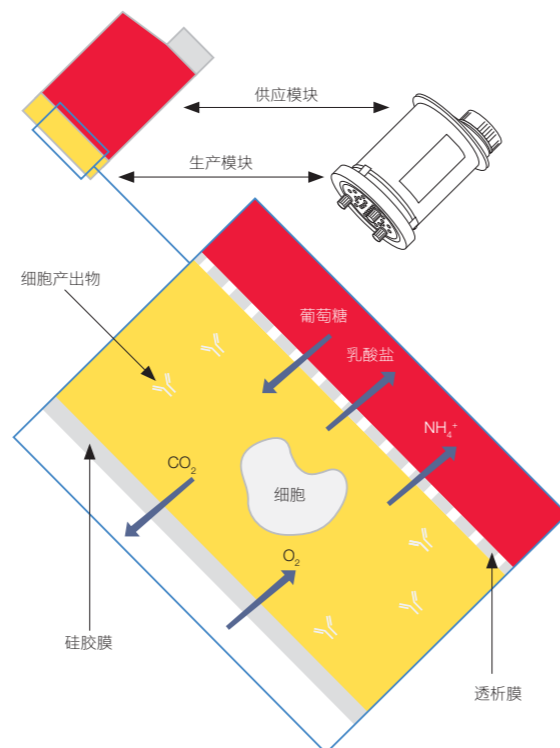 供应模块
生产模块
细胞产出物
葡萄糖
乳酸盐
NH₄⁺
CO₂
细胞
O₂
硅胶膜
透析膜